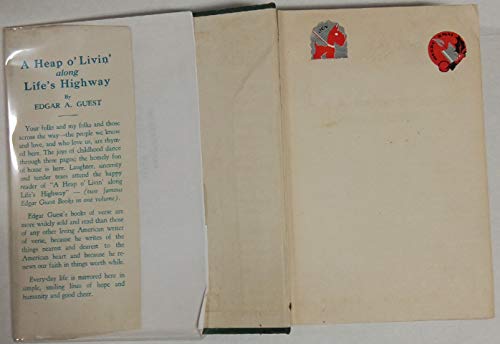 A Heap o' Livin'
along
Life's Highway
By
EDGAR A. GUEST
Your folks and my folks and those
across the way—the people we know
and love, and who love us, are thym-
ed here. The joys of childhood dance
through these pages; the homely fun
of house is here. Laughter, sincerity
and tender tears attend the happy
reader of "A Heap o' Livin' along
Life's Highway" — (two famous
Edgar Guest Books in one volume).
Edgar Guest's books of verse are
more widely sold and read than those
of any other living American writer
of verse, because he writes of the
things nearest and dearest to the
American heart and because he re-
news our faith in things worth while.
Every-day life is mirrored here in
simple, smiling lines of hope and
humanity and good cheer.